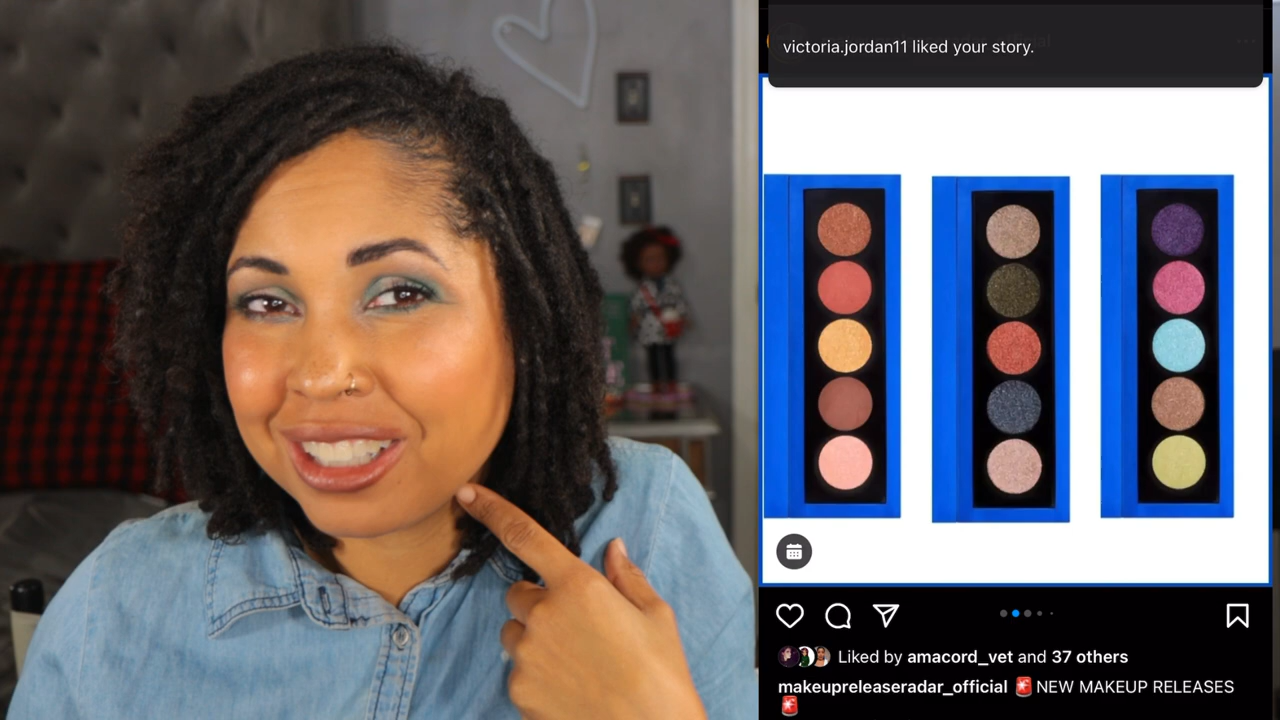 victoria.jordan11 liked your story.
Liked by amacord_vet and 37 others
makeupreleaseradar_official 🚨 NEW MAKEUP RELEASES
🚨